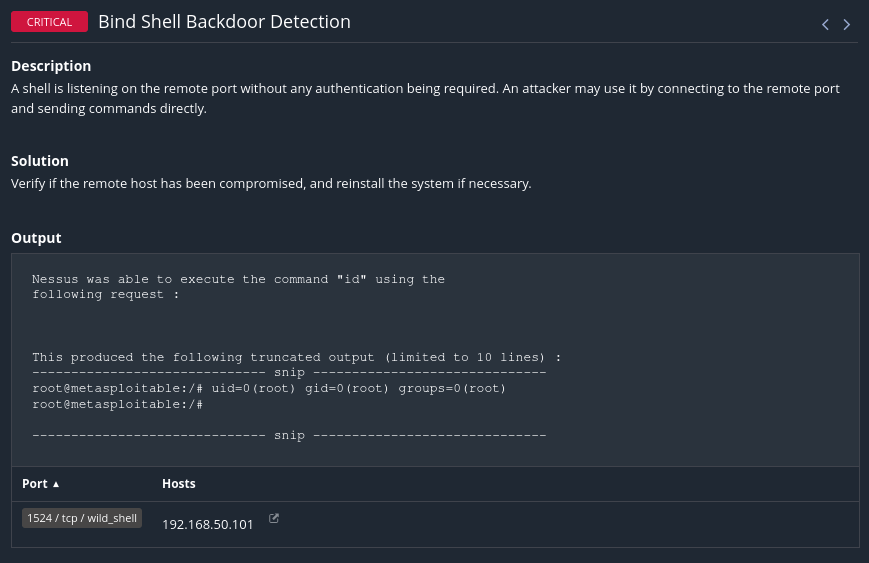 CRITICAL Bind Shell Backdoor Detection
Description
A shell is listening on the remote port without any authentication being required. An attacker may use it by connecting to the remote port
and sending commands directly.
Solution
Verify if the remote host has been compromised, and reinstall the system if necessary.
Output
Nessus was able to execute the command "id" using the
following request :
This produced the following truncated output (limited to 10 lines) :
------------------------------ snip ------------------------------
root@metasploitable:/# uid=0(root) gid=0(root) groups=0(root)
root@metasploitable:/#
------------------------------ snip ------------------------------
Port ▲ Hosts
1524 / tcp / wild_shell 192.168.50.101